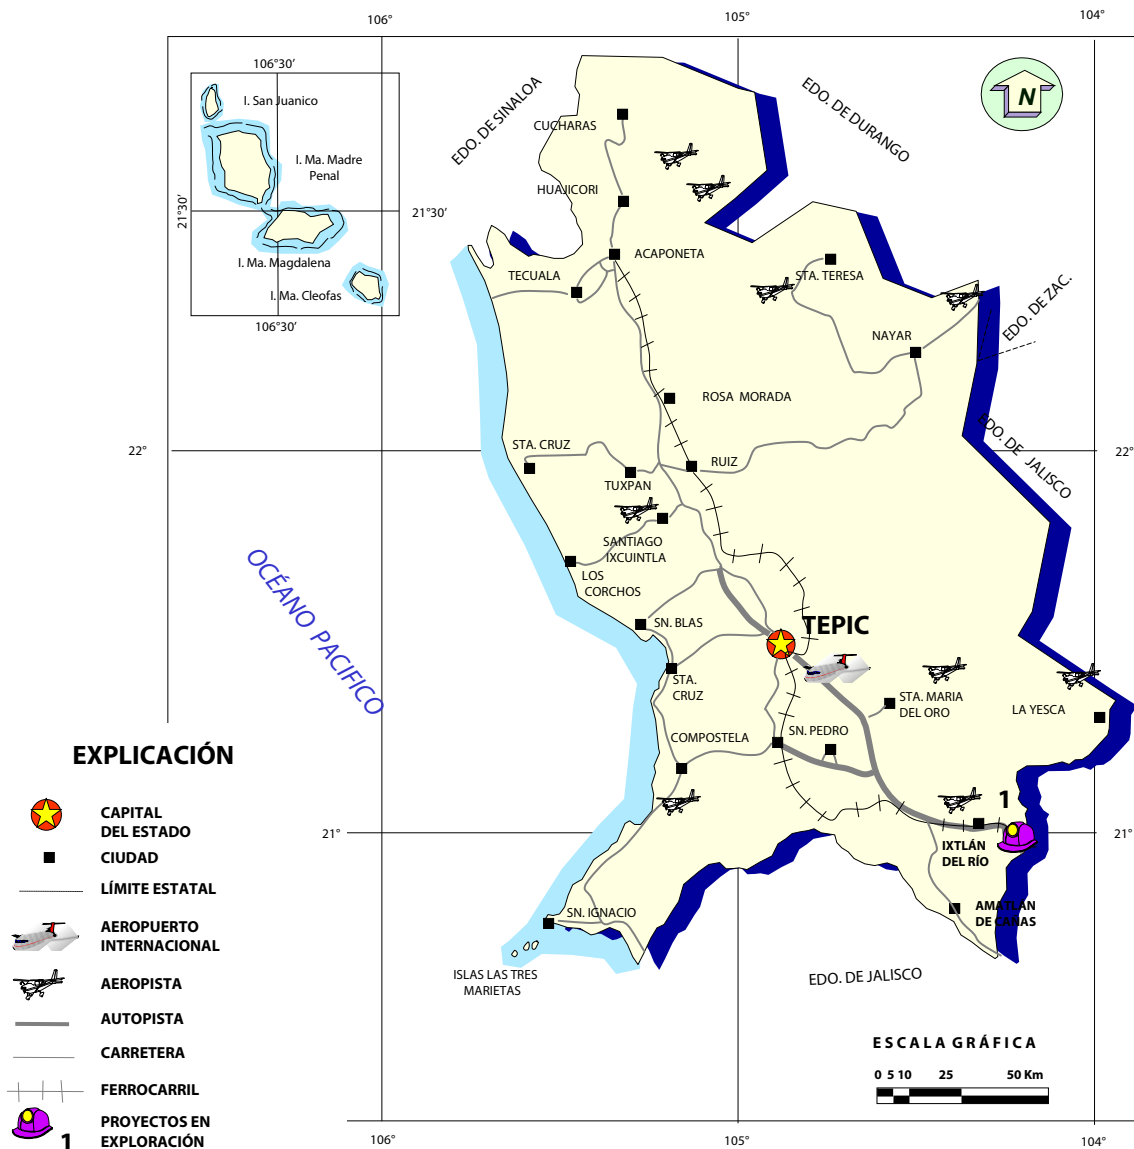 106°
105°
104°
106°30'
I. San Juanico
I. Ma. Madre
Penal
21°30'
21°30'
I. Ma. Magdalena
I. Ma. Cleofas
106°30'
EDO. DE SINALOA
EDO. DE DURANGO
N
CUCHARAS
HUAJICORI
ACAPONETA
TECUALA
STA. TERESA
EDO. DE ZAC.
NAYAR
ROSA MORADA
22°
STA. CRUZ
RUIZ
TUXPAN
EDO. DE JALISCO
22°
SANTIAGO
IXCUINTLA
LOS
CORCHOS
OCÉANO PACIFICO
SN. BLAS
TEPIC
STA.
CRUZ
STA. MARIA
DEL ORO
LA YESCA
COMPOSTELA
SN. PEDRO
1
21°
21°
IXTLÁN
DEL RÍO
AMATLAN
DE CAÑAS
SN. IGNACIO
ISLAS LAS TRES
MARIETAS
EDO. DE JALISCO
EXPLICACIÓN
CAPITAL
DEL ESTADO
CIUDAD
LÍMITE ESTATAL
AEROPUERTO
INTERNACIONAL
AEROPISTA
AUTOPISTA
CARRETERA
FERROCARRIL
1
PROYECTOS EN
EXPLORACIÓN
ESCALA GRÁFICA
0 5 10 25 50 Km
106°
105°
104°